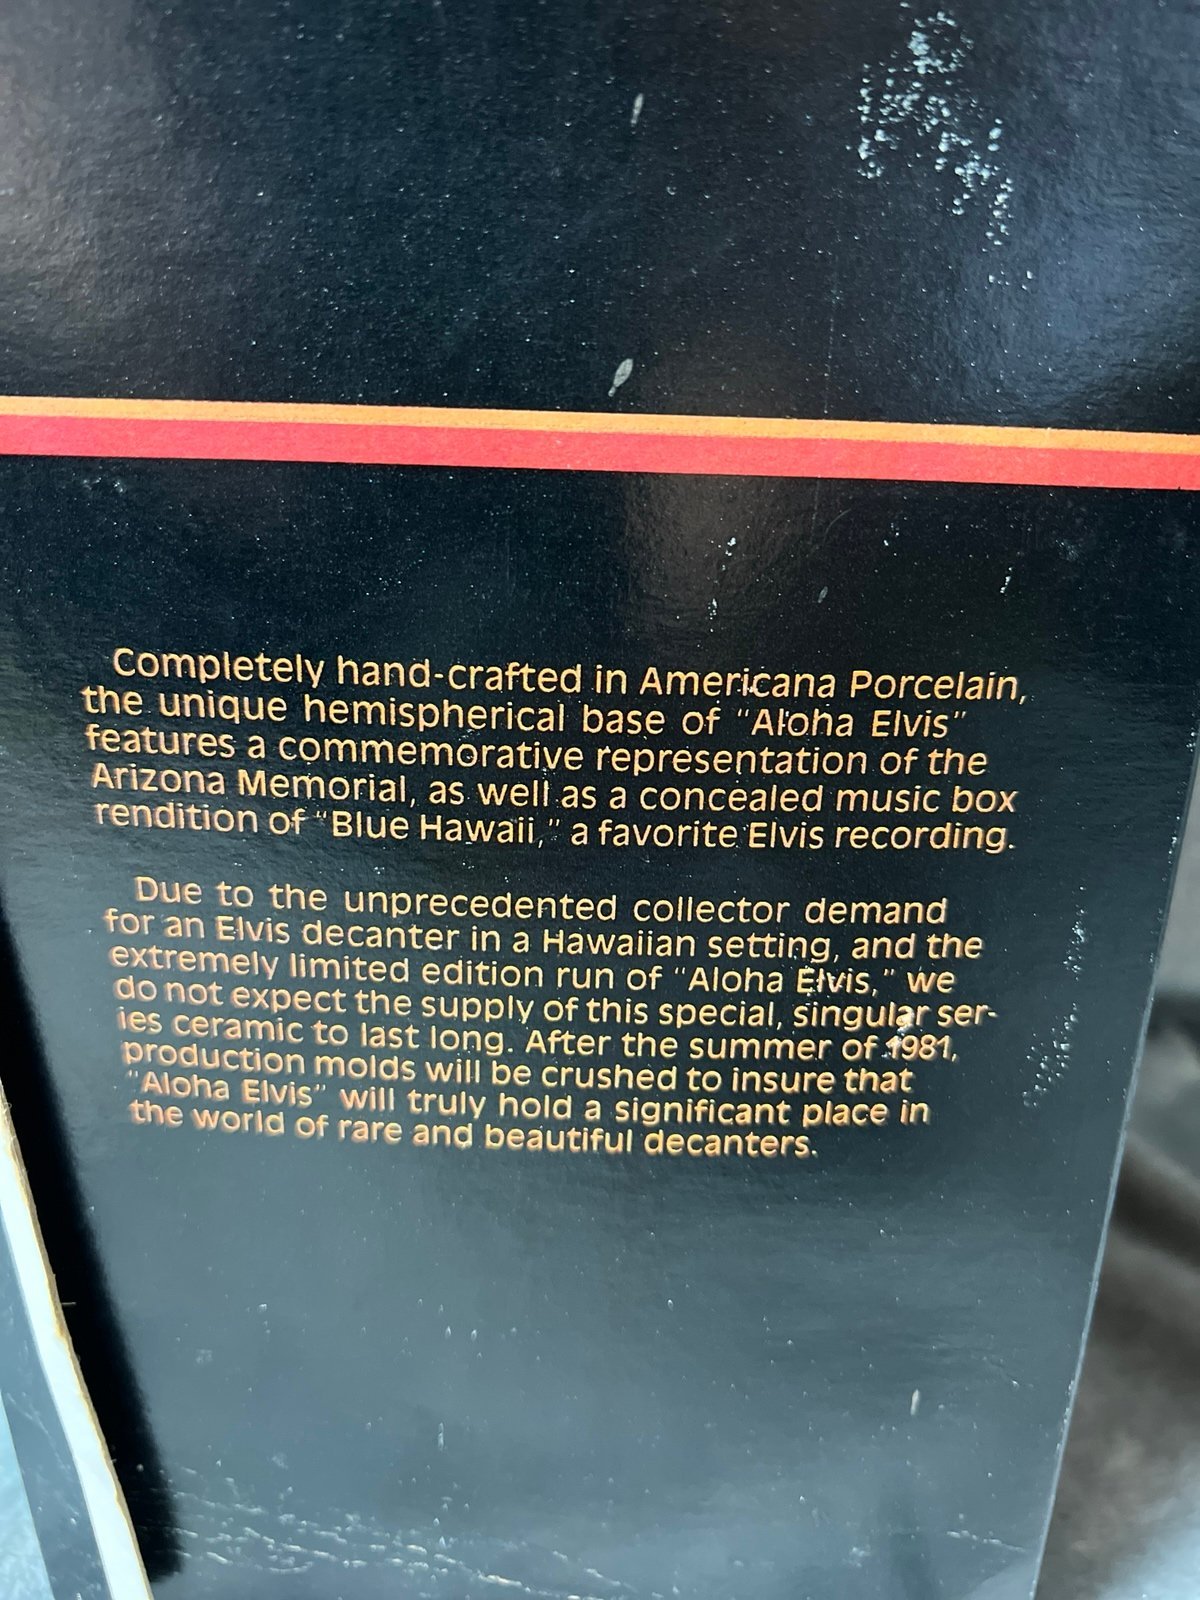 Completely hand-crafted in Americana Porcelain,
the unique hemispherical base of "Aloha Elvis"
features a commemorative representation of the
Arizona Memorial, as well as a concealed music box
rendition of "Blue Hawaii," a favorite Elvis recording.
Due to the unprecedented collector demand
for an Elvis decanter in a Hawaiian setting, and the
extremely limited edition run of "Aloha Elvis," we
do not expect the supply of this special, singular ser-
ies ceramic to last long. After the summer of 1981,
production molds will be crushed to insure that
"Aloha Elvis" will truly hold a significant place in
the world of rare and beautiful decanters.